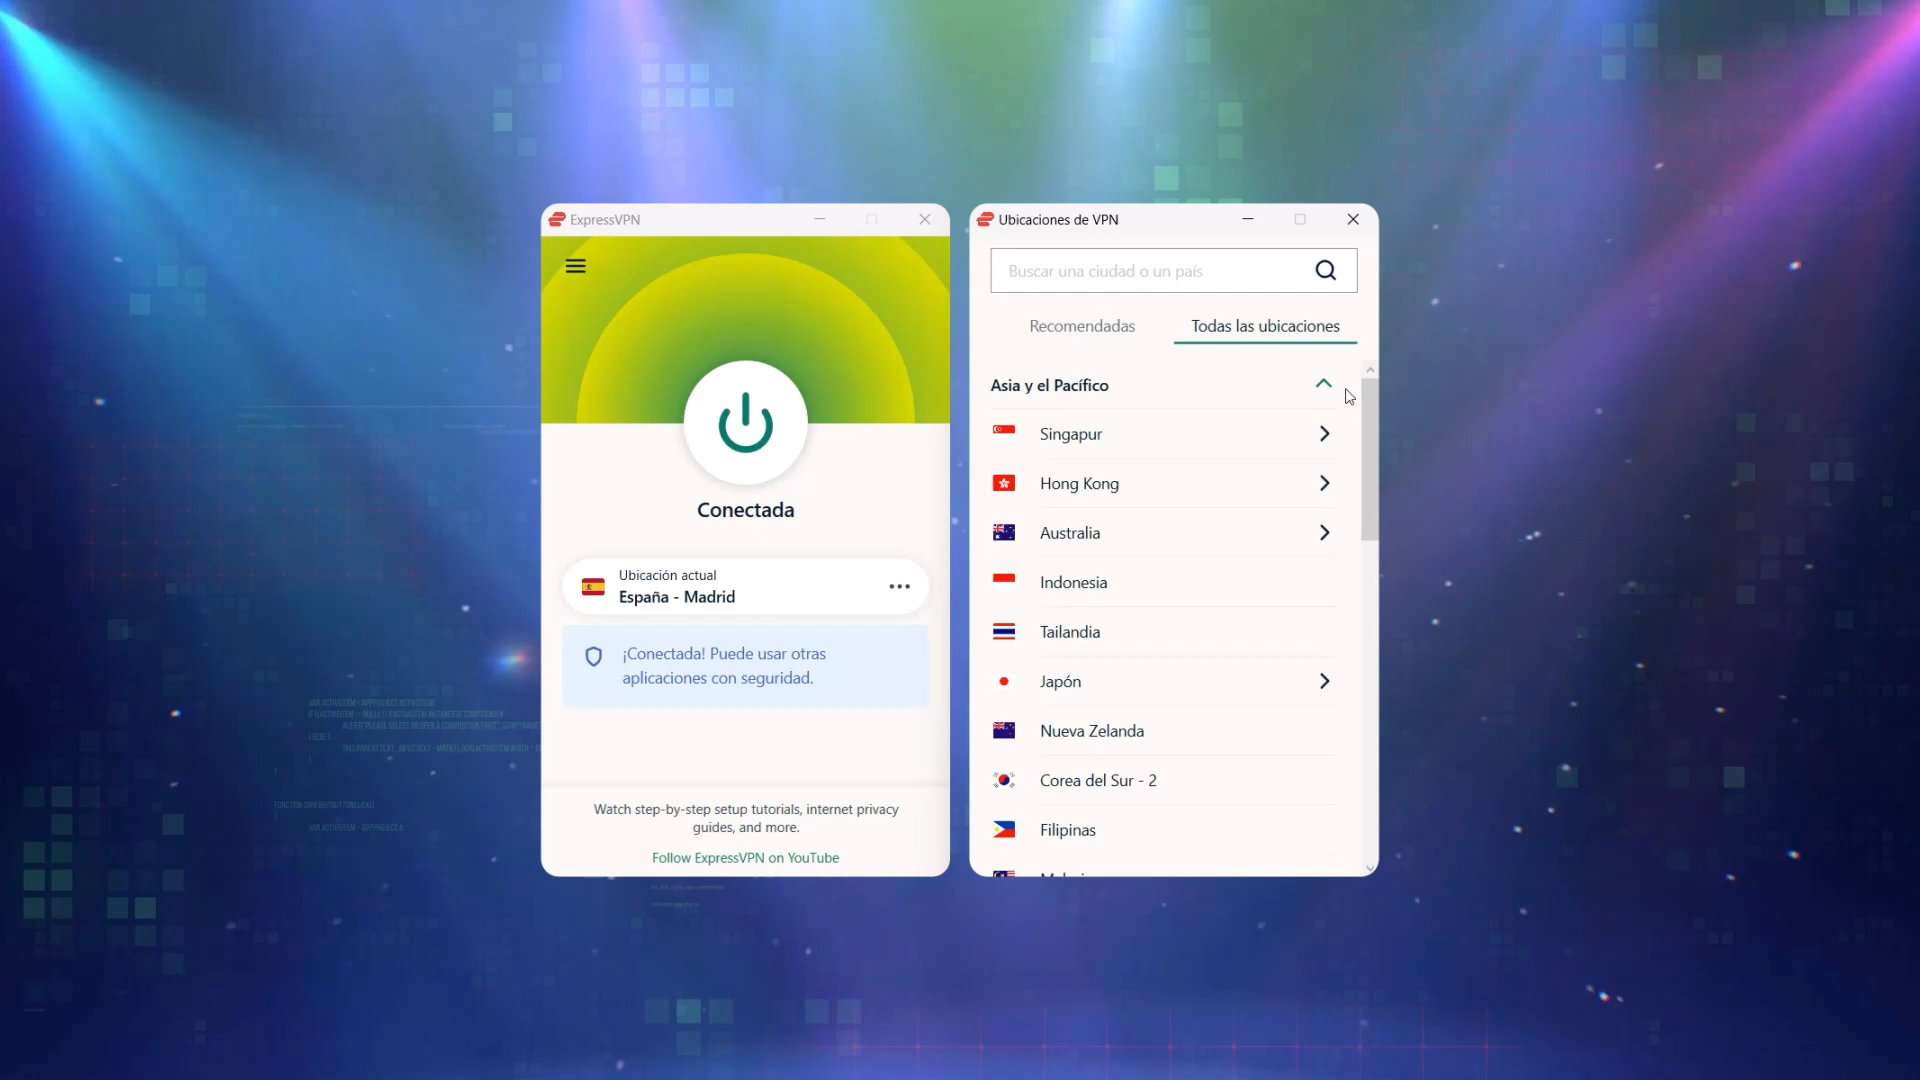 ExpressVPN
Conectada
Ubicación actual
España - Madrid
¡Conectada! Puede usar otras
aplicaciones con seguridad.
Watch step-by-step setup tutorials, internet privacy
guides, and more.
Follow ExpressVPN on YouTube
Ubicaciones de VPN
Buscar una ciudad o un país
Recomendadas
Todas las ubicaciones
Asia y el Pacífico
Singapur
Hong Kong
Australia
Indonesia
Tailandia
Japón
Nueva Zelanda
Corea del Sur - 2
Filipinas